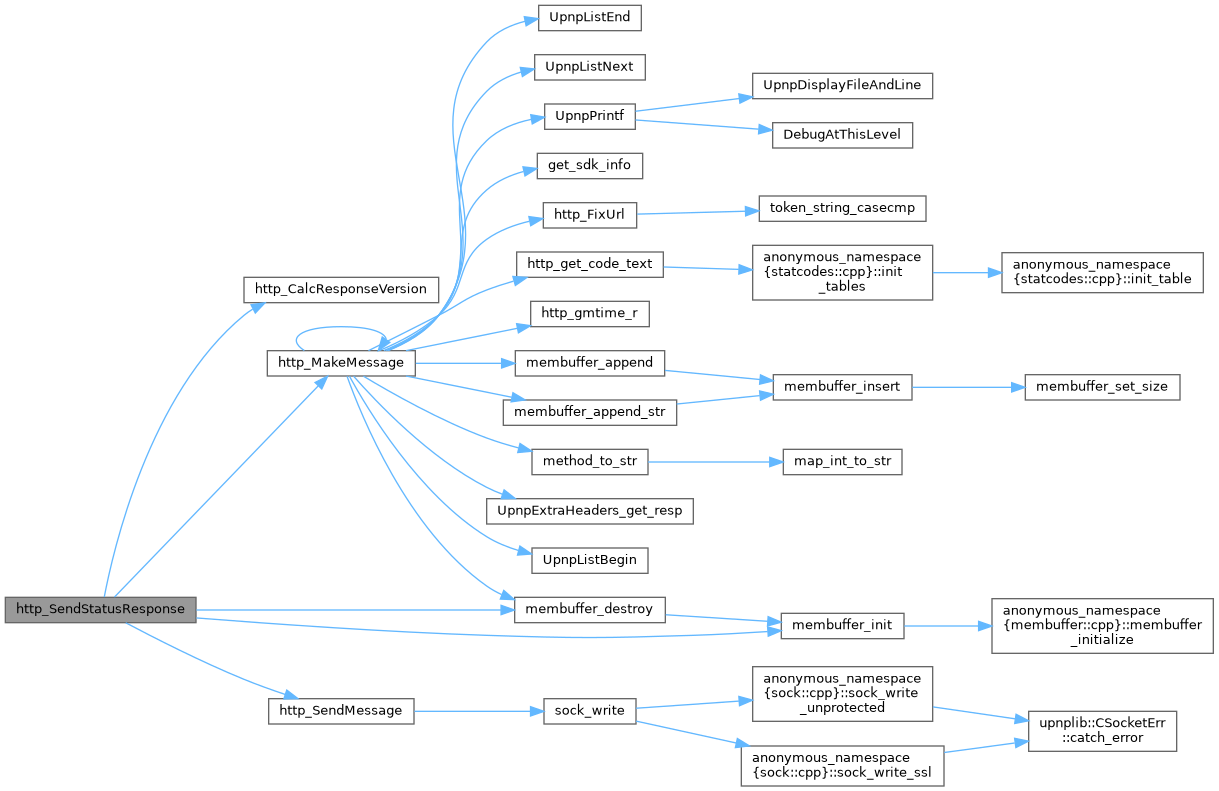 UpnpListEnd
UpnpListNext
UpnpDisplayFileAndLine
UpnpPrintf
DebugAtThisLevel
get_sdk_info
token_string_casecmp
http_FixUrl
anonymous_namespace
{statcodes::cpp}::init
_tables
anonymous_namespace
{statcodes::cpp}::init_table
http_get_code_text
http_CalcResponseVersion
http_gmtime_r
http_MakeMessage
membuffer_append
membuffer_insert
membuffer_set_size
membuffer_append_str
method_to_str
map_int_to_str
UpnpExtraHeaders_get_resp
UpnpListBegin
http_SendStatusResponse
membuffer_destroy
membuffer_init
anonymous_namespace
{membuffer::cpp}::membuffer
_initialize
http_SendMessage
sock_write
anonymous_namespace
{sock::cpp}::sock_write
_unprotected
upnplib::CSocketErr
::catch_error
anonymous_namespace
{sock::cpp}::sock_write_ssl